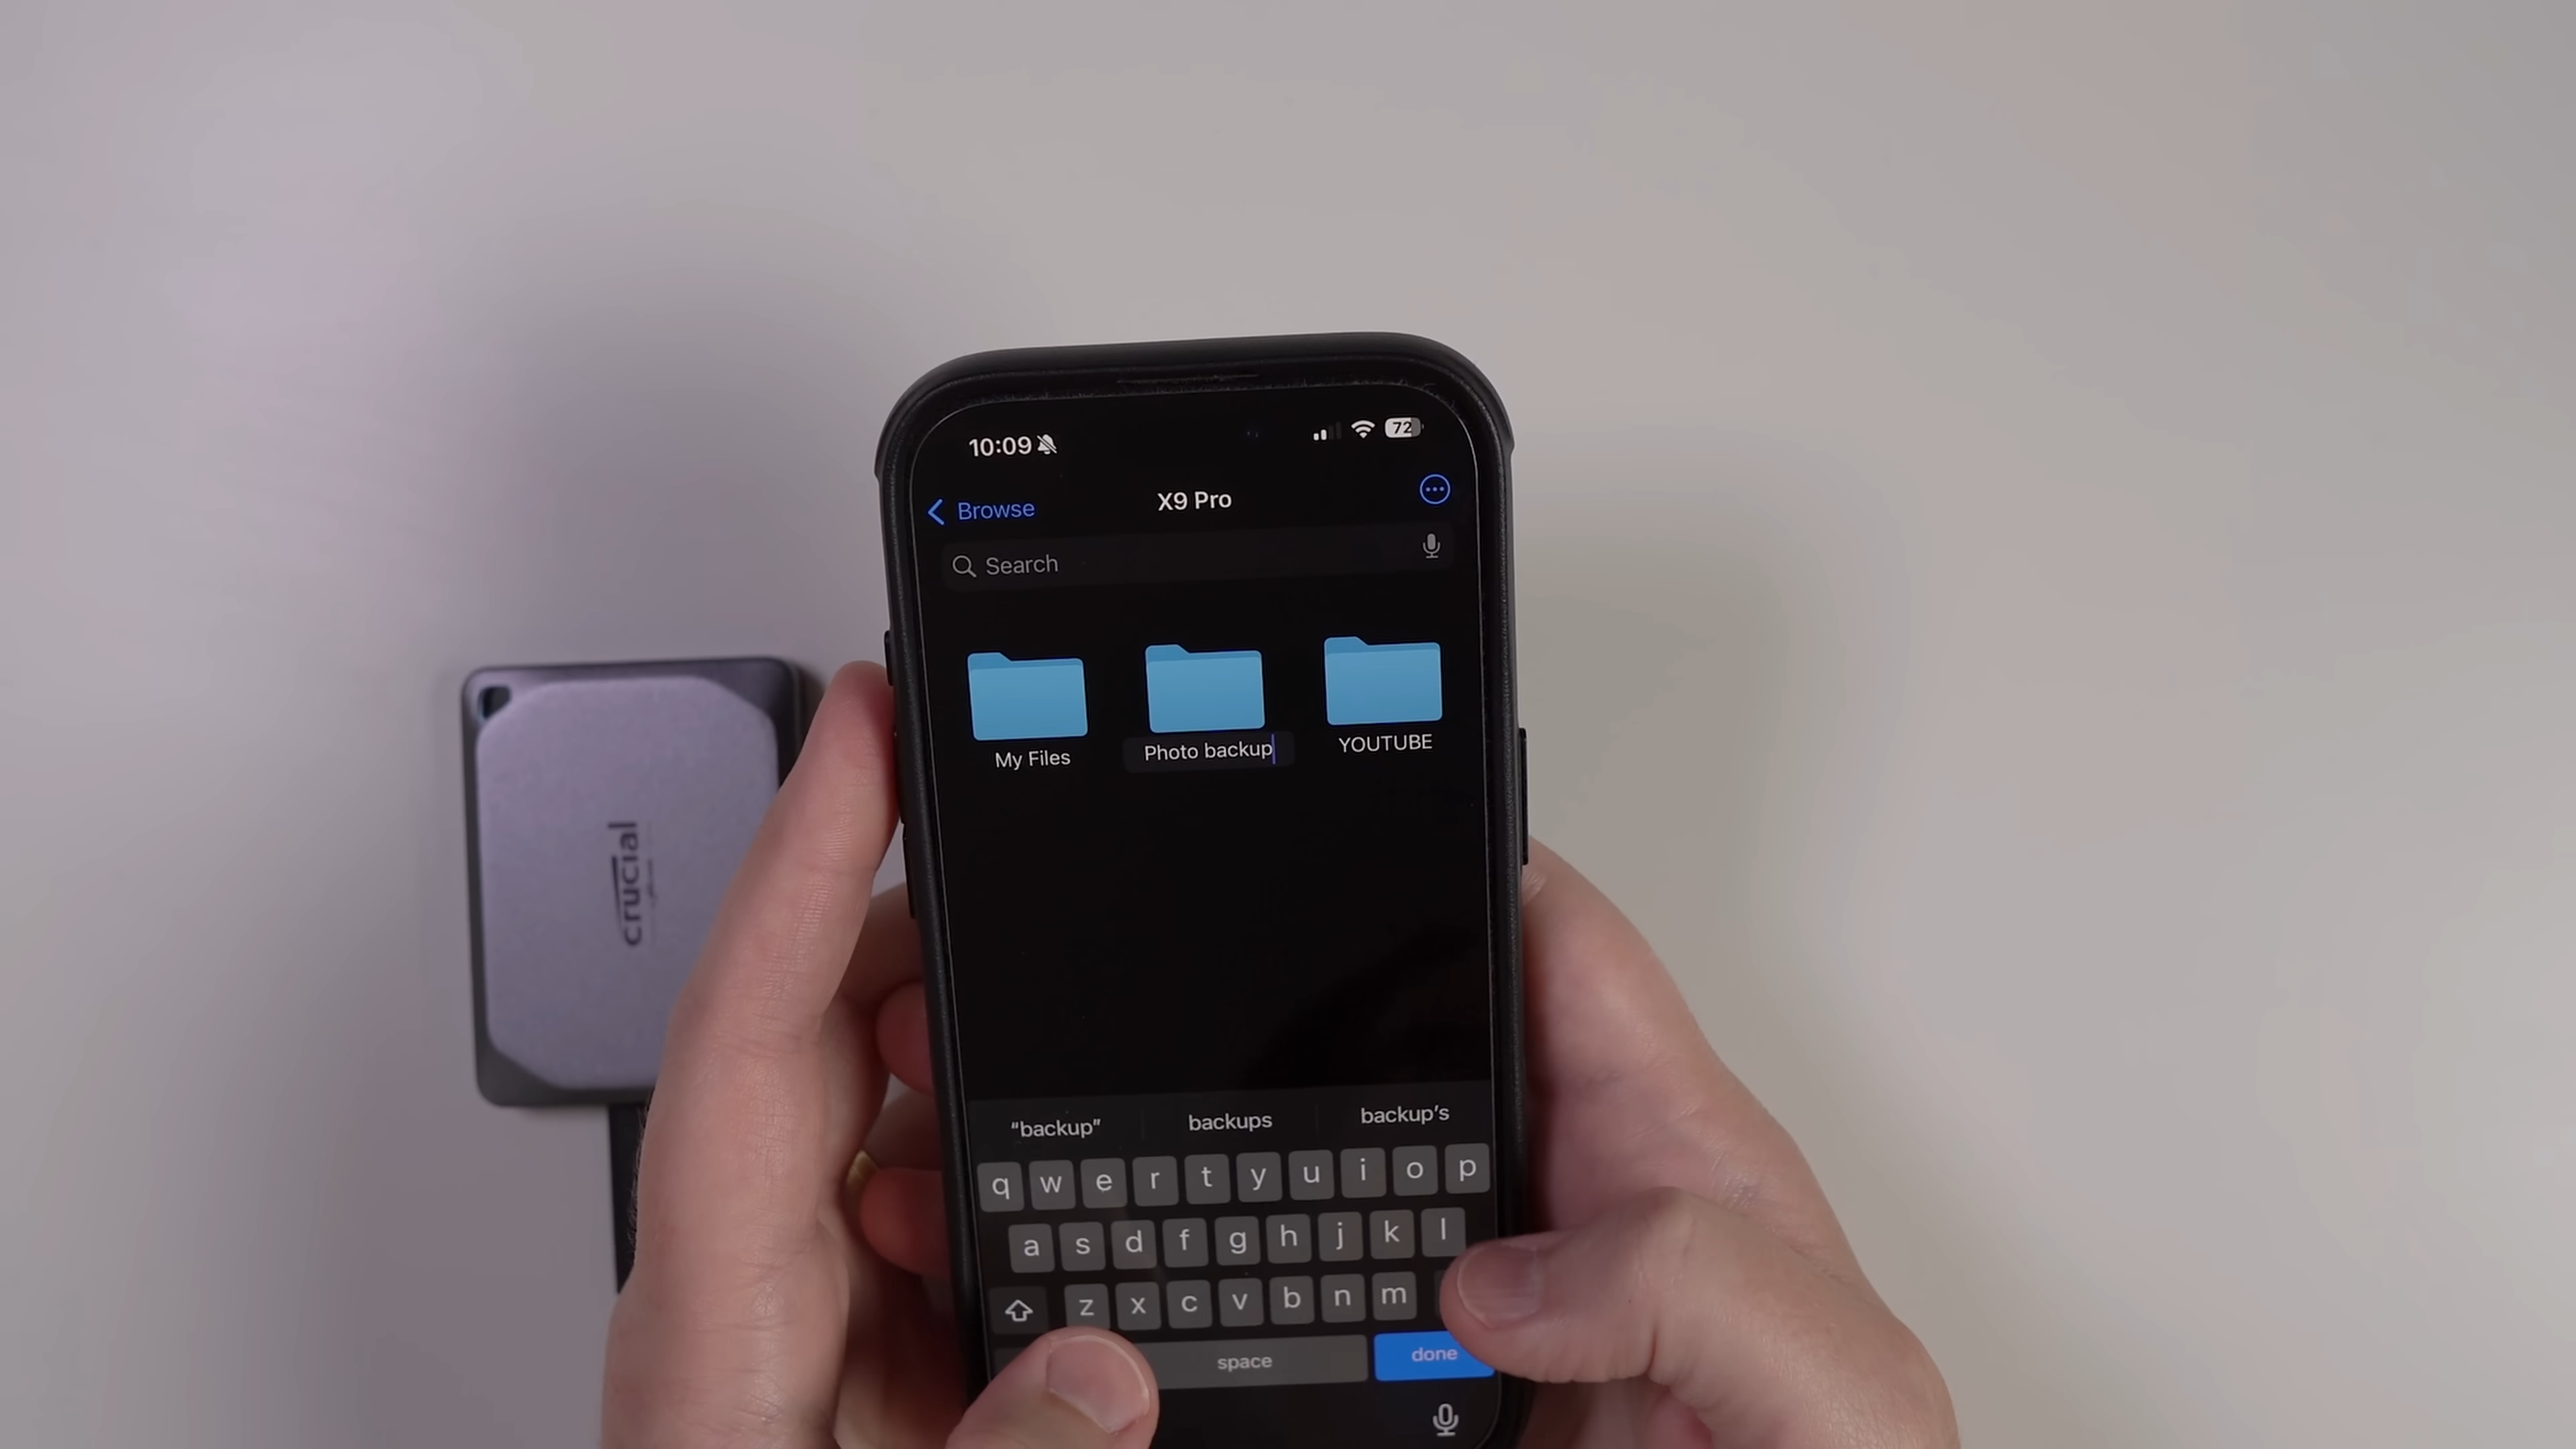 10:09
72
Browse
X9 Pro
Search
My Files
Photo backup
YOUTUBE
crucial
“backup” backups backup’s
q w e r t y u i o p
a s d f g h j k l
z x c v b n m
space done